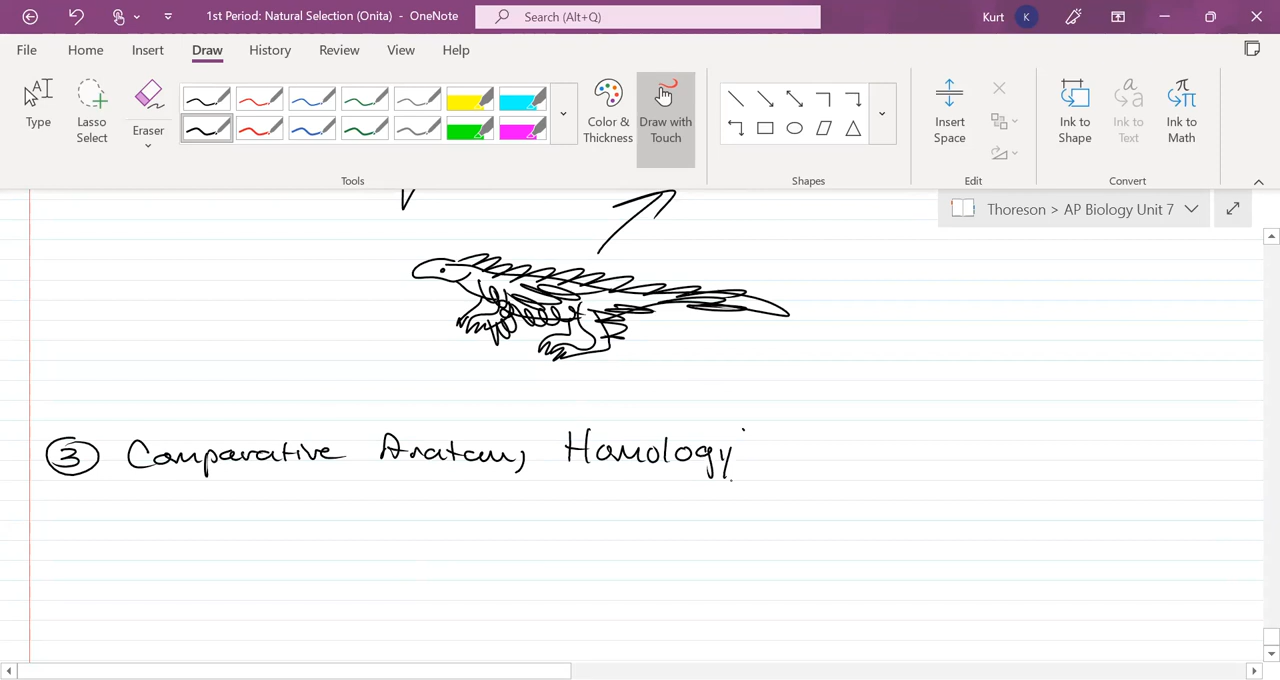 1st Period: Natural Selection (Onita) - OneNote
Search (Alt+Q)
Kurt
K
File Home Insert Draw History Review View Help
Type
Lasso Select
Eraser
Color & Thickness
Draw with Touch
Insert Space
Ink to Shape
Ink to Text
Ink to Math
Tools
Shapes
Edit
Convert
Thoreson > AP Biology Unit 7
③ Comparative Anatom, Homology